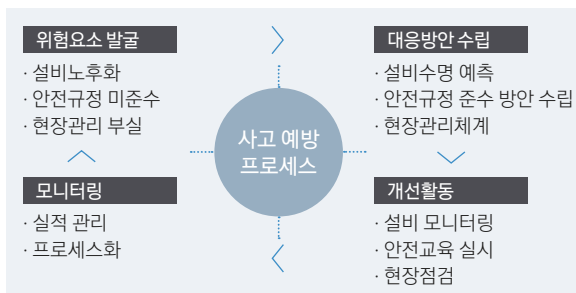 위험요소 발굴
· 설비노후화
· 안전규정 미준수
· 현장관리 부실
대응방안 수립
· 설비수명 예측
· 안전규정 준수 방안 수립
· 현장관리체계
사고 예방
프로세스
모니터링
· 실적 관리
· 프로세스화
개선활동
· 설비 모니터링
· 안전교육 실시
· 현장점검